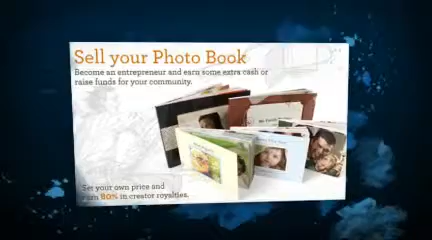 Sell your Photo Book
Become an entrepreneur and earn some extra cash or
raise funds for your community.
Set your own price and
earn 80% in creator royalties.